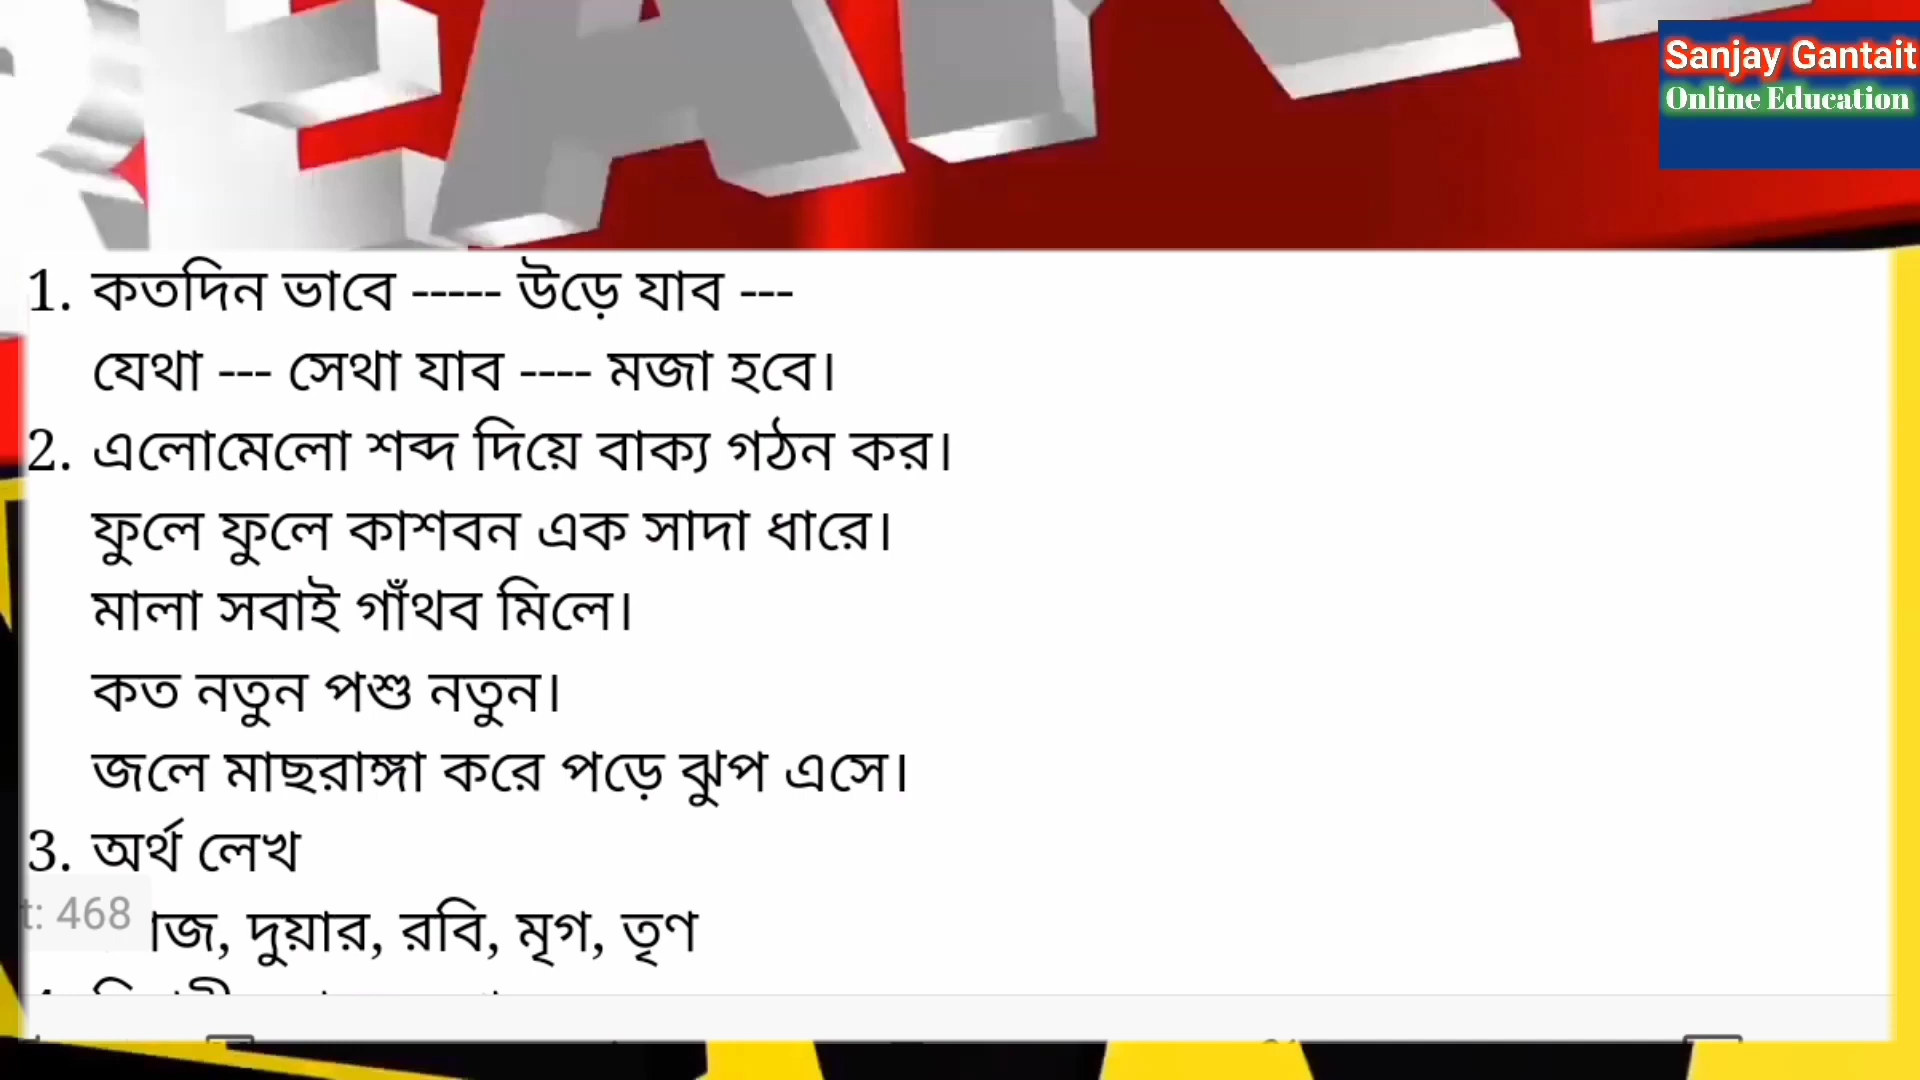 Sanjay Gantait
Online Education
1. কতদিন ভাবে ----- উড়ে যাব ---
যেথা --- সেথা যাব ---- মজা হবে।
2. এলোমেলো শব্দ দিয়ে বাক্য গঠন কর।
ফুলে ফুলে কাশবন এক সাদা ধারে।
মালা সবাই গাঁথব মিলে।
কত নতুন পশু নতুন।
জলে মাছরাঙ্গা করে পড়ে ঝুপ এসে।
3. অর্থ লেখ
t: 468
দুয়ার, রবি, মৃগ, তৃণ